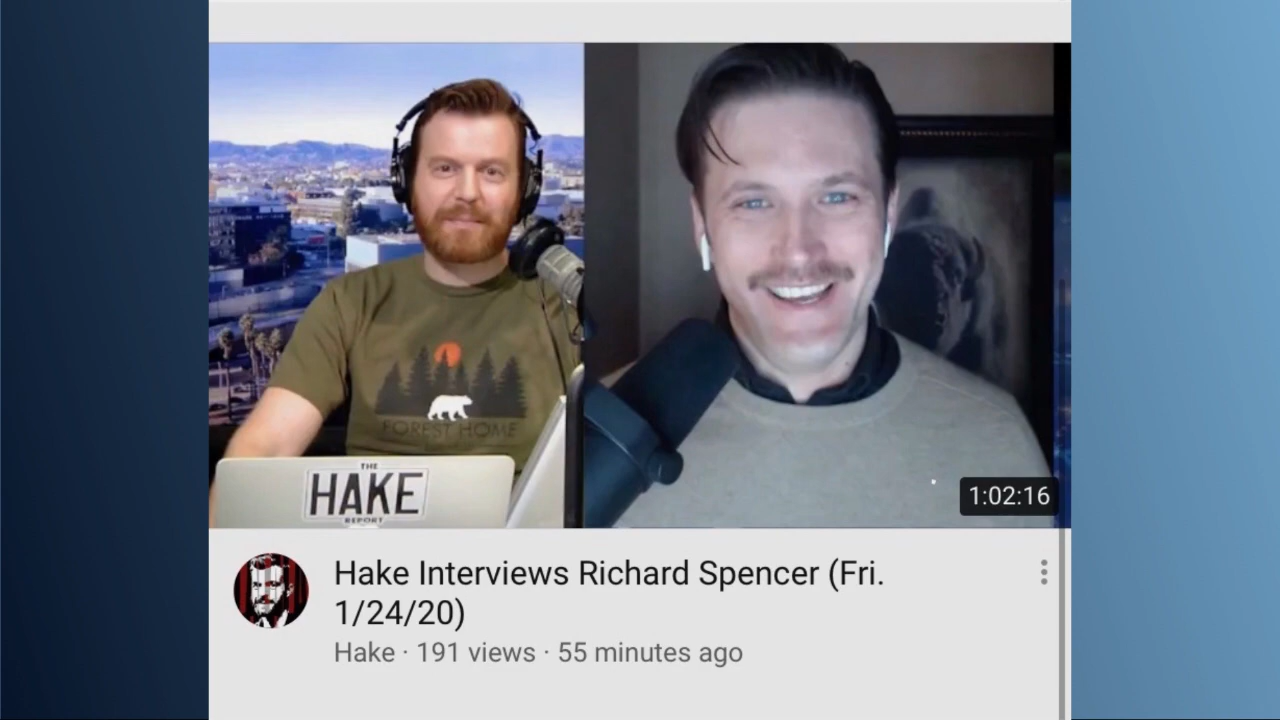 FOREST HOME
THE
HAKE
REPORT
1:02:16
Hake Interviews Richard Spencer (Fri.
1/24/20)
Hake · 191 views · 55 minutes ago